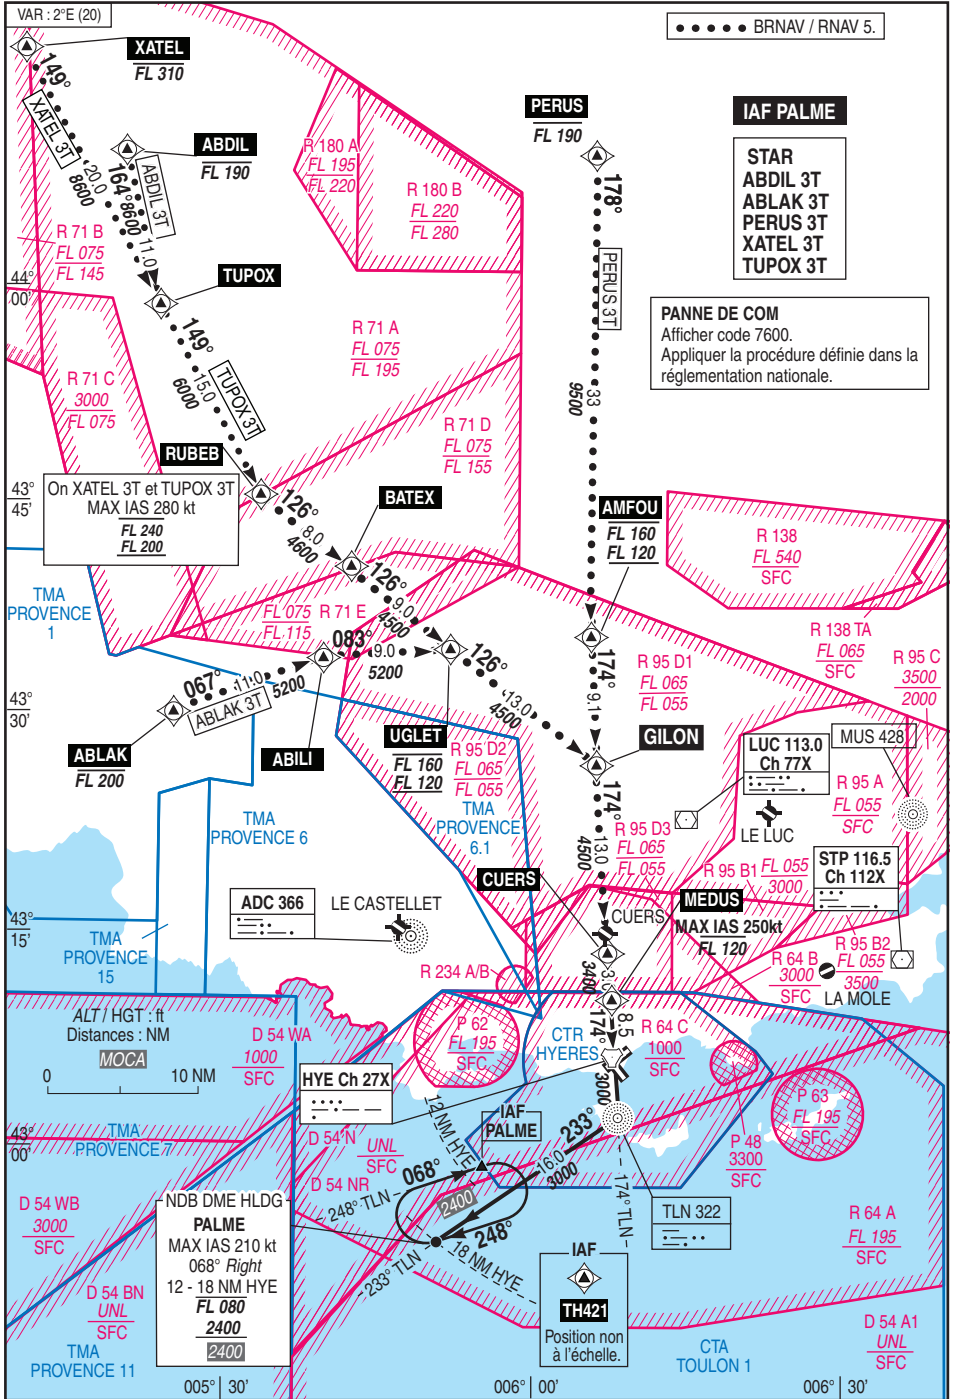 VAR : 2°E (20)
BRNAV / RNAV 5.
XATEL
FL 310
149°
XATEL 3T
20.0
8600
ABDIL
FL 190
164°
ABDIL 3T
8600
11.0
PERUS
FL 190
178°
PERUS 3T
33
9500
IAF PALME
STAR
ABDIL 3T
ABLAK 3T
PERUS 3T
XATEL 3T
TUPOX 3T
PANNE DE COM
Afficher code 7600.
Appliquer la procédure définie dans la
réglementation nationale.
R 180 A
FL 195
FL 220
R 180 B
FL 220
FL 280
R 71 B
FL 075
FL 145
44°
00'
TUPOX
149°
TUPOX 3T
15.0
6000
R 71 A
FL 075
FL 195
R 71 C
3000
FL 075
R 71 D
FL 075
FL 155
RUBEB
43°
45'
On XATEL 3T et TUPOX 3T
MAX IAS 280 kt
FL 240
FL 200
126°
8.0
4600
BATEX
AMFOU
FL 160
FL 120
R 138
FL 540
SFC
TMA
PROVENCE
1
126°
9.0
4500
FL 075
R 71 E
FL 115
083°
9.0
5200
R 138 TA
FL 065
SFC
R 95 C
3500
2000
174°
9.1
R 95 D1
FL 065
FL 055
126°
13.0
4500
067°
11.0
5200
ABLAK 3T
43°
30'
ABLAK
FL 200
ABILI
UGLET
FL 160
FL 120
R 95 D2
FL 065
FL 055
GILON
LUC 113.0
Ch 77X
MUS 428
R 95 A
FL 055
SFC
LE LUC
TMA
PROVENCE 6
TMA
PROVENCE
6.1
174°
13.0
4500
R 95 D3
FL 065
FL 055
R 95 B1
FL 055
3000
STP 116.5
Ch 112X
CUERS
MEDUS
MAX IAS 250kt
FL 120
CUERS
ADC 366
LE CASTELLET
43°
15'
TMA
PROVENCE
15
R 234 A/B
3400
R 64 B
3000
SFC
R 95 B2
FL 055
3500
LA MOLE
ALT / HGT : ft
Distances : NM
MOCA
0
10 NM
D 54 WA
1000
SFC
P 62
FL 195
SFC
CTR
HYERES
174°
8.5
3000
R 64 C
1000
SFC
HYE Ch 27X
P 63
FL 195
SFC
P 48
3300
SFC
43°
00'
TMA
PROVENCE 7
D 54 N
UNL
SFC
D 54 NR
12 NM HYE
IAF
PALME
233°
16.0
3000
068°
248° TLN
2400
248°
233° TLN
18 NM HYE
174° TLN
TLN 322
D 54 WB
3000
SFC
NDB DME HLDG
PALME
MAX IAS 210 kt
068° Right
12 - 18 NM HYE
FL 080
2400
2400
R 64 A
FL 195
SFC
IAF
TH421
Position non
à l'échelle.
D 54 BN
UNL
SFC
TMA
PROVENCE 11
CTA
TOULON 1
D 54 A1
UNL
SFC
005° 30'
006° 00'
006° 30'